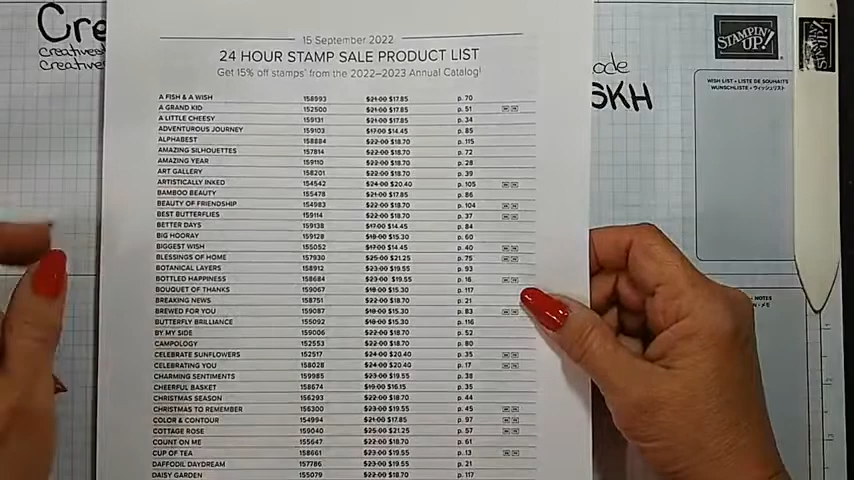 Cre
creative
creative
15 September 2022
24 HOUR STAMP SALE PRODUCT LIST
Get 15% off stamps* from the 2022–2023 Annual Catalog!
A FISH & A WISH 158993 $21.00 $17.85 p. 70
A GRAND KID 152500 $21.00 $17.85 p. 51
A LITTLE CHEESY 159131 $21.00 $17.85 p. 34
ADVENTUROUS JOURNEY 159103 $17.00 $14.45 p. 85
ALPHABEST 158884 $22.00 $18.70 p. 115
AMAZING SILHOUETTES 157814 $22.00 $18.70 p. 72
AMAZING YEAR 159110 $22.00 $18.70 p. 28
ART GALLERY 158201 $22.00 $18.70 p. 39
ARTISTICALLY INKED 154542 $24.00 $20.40 p. 105
BAMBOO BEAUTY 155478 $21.00 $17.85 p. 86
BEAUTY OF FRIENDSHIP 154983 $22.00 $18.70 p. 104
BEST BUTTERFLIES 159114 $22.00 $18.70 p. 37
BETTER DAYS 159138 $17.00 $14.45 p. 84
BIG HOORAY 159128 $18.00 $15.30 p. 60
BIGGEST WISH 155052 $17.00 $14.45 p. 40
BLESSINGS OF HOME 157930 $25.00 $21.25 p. 75
BOTANICAL LAYERS 158912 $23.00 $19.55 p. 93
BOTTLED HAPPINESS 158684 $23.00 $19.55 p. 16
BOUQUET OF THANKS 159067 $18.00 $15.30 p. 117
BREAKING NEWS 158751 $22.00 $18.70 p. 21
BREWED FOR YOU 159087 $18.00 $15.30 p. 83
BUTTERFLY BRILLIANCE 155092 $18.00 $15.30 p. 116
BY MY SIDE 159006 $22.00 $18.70 p. 52
CAMPOLOGY 152553 $22.00 $18.70 p. 80
CELEBRATE SUNFLOWERS 152517 $24.00 $20.40 p. 35
CELEBRATING YOU 158028 $24.00 $20.40 p. 17
CHARMING SENTIMENTS 159985 $23.00 $19.55 p. 38
CHEERFUL BASKET 158674 $19.00 $16.15 p. 35
CHRISTMAS SEASON 156293 $22.00 $18.70 p. 44
CHRISTMAS TO REMEMBER 156300 $23.00 $19.55 p. 45
COLOR & CONTOUR 154994 $21.00 $17.85 p. 97
COTTAGE ROSE 159040 $25.00 $21.25 p. 57
COUNT ON ME 155647 $22.00 $18.70 p. 61
CUP OF TEA 158661 $23.00 $19.55 p. 13
DAFFODIL DAYDREAM 157786 $23.00 $19.55 p. 21
DAISY GARDEN 155079 $22.00 $18.70 p. 117
ode
SKH
STAMPIN' UP!
WISH LIST • LISTE DE SOUHAITS
WUNSCHLISTE • ウィッシュリスト
NOTES